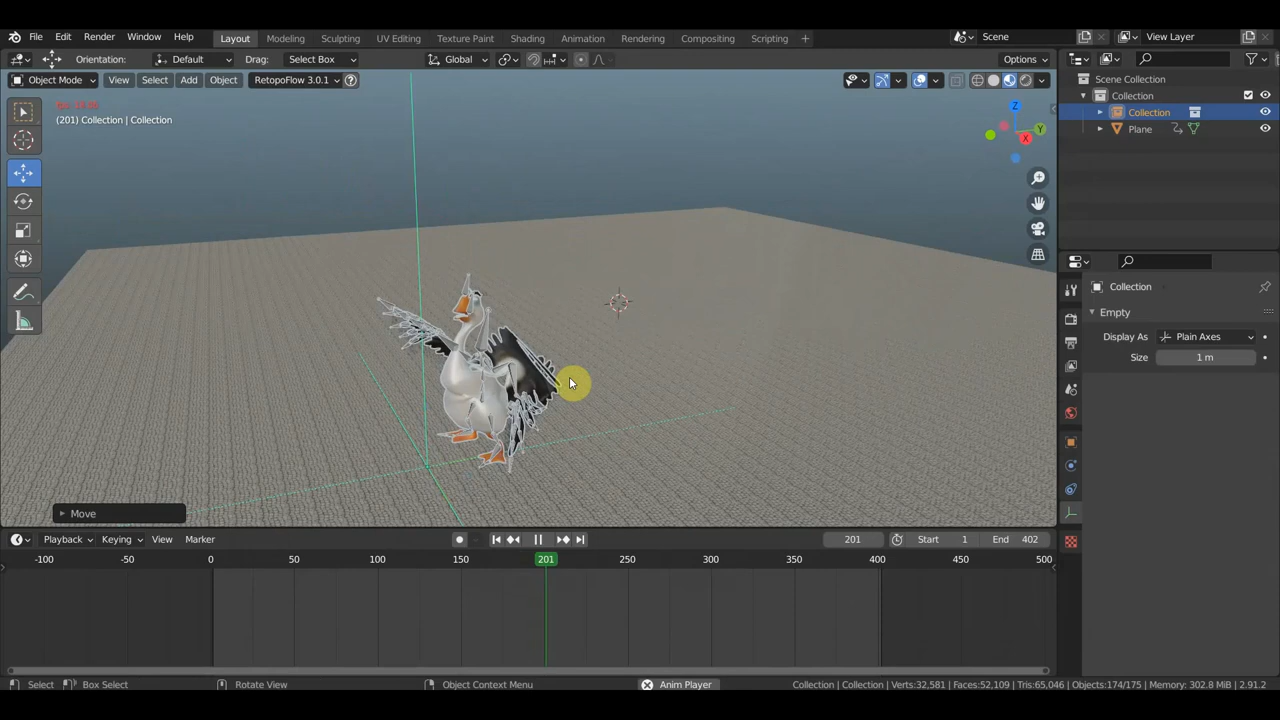 File Edit Render Window Help Layout Modeling Sculpting UV Editing Texture Paint Shading Animation Rendering Compositing Scripting + Scene View Layer
Orientation: Default Drag: Select Box Global Options
Object Mode View Select Add Object RetopoFlow 3.0.1 ?
Scene Collection
Collection
Collection
Plane
(201) Collection | Collection
Z
Y
X
Collection
Empty
Display As Plain Axes
Size 1 m
Move
Playback Keying View Marker 201 Start 1 End 402
-100 -50 0 50 100 150 201 250 300 350 400 450 500
Select Box Select Rotate View Object Context Menu Anim Player Collection | Collection | Verts:32,581 | Faces:52,109 | Tris:65,046 | Objects:174/175 | Memory: 302.8 MiB | 2.91.2